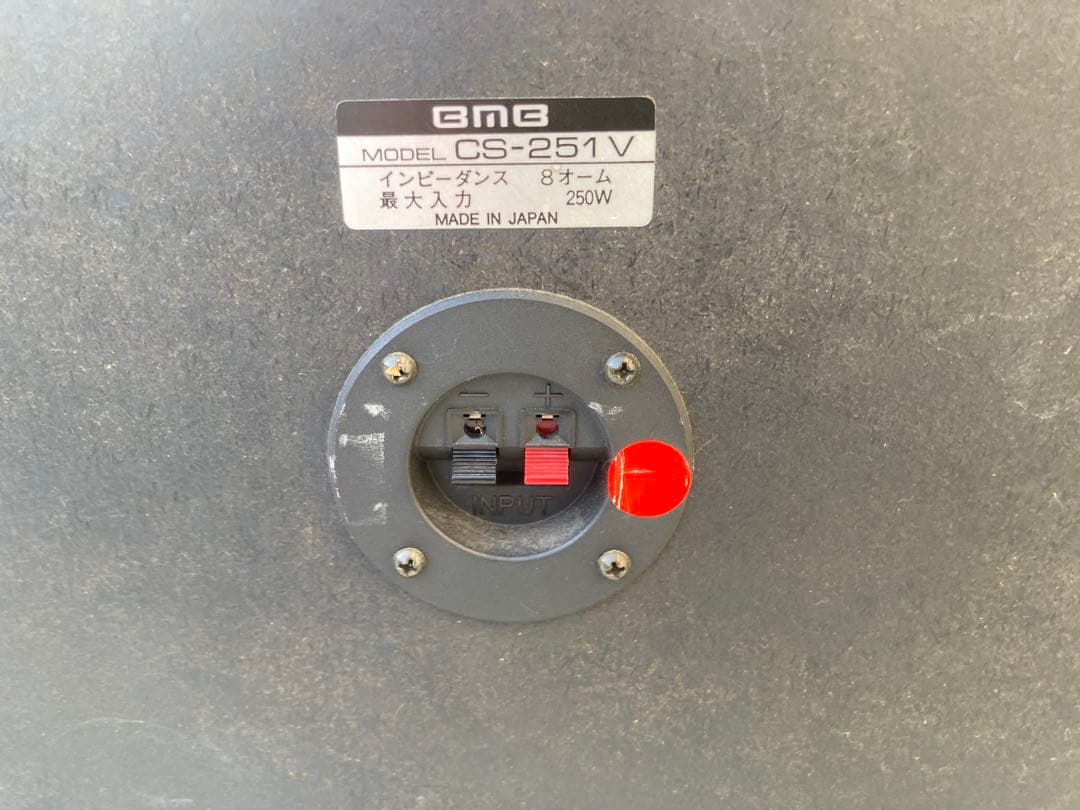 BMB
MODEL CS-251V
インピーダンス 8オーム
最大入力 250W
MADE IN JAPAN
− +
INPUT